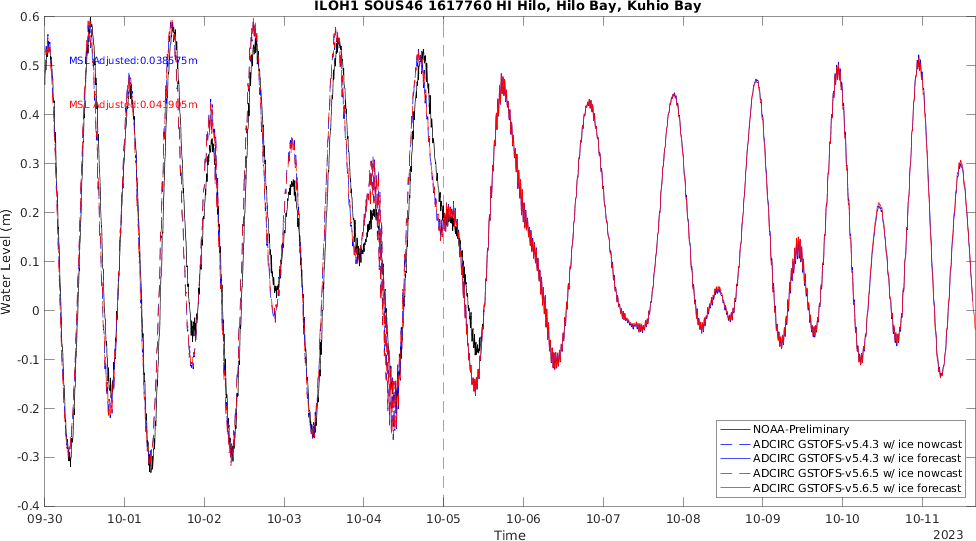 ILOH1 SOUS46 1617760 HI Hilo, Hilo Bay, Kuhio Bay
MSL Adjusted:0.038575m
MSL Adjusted:0.041905m
Water Level (m)
0.6
0.5
0.4
0.3
0.2
0.1
0
-0.1
-0.2
-0.3
-0.4
NOAA-Preliminary
ADCIRC GSTOFS-v5.4.3 w/ ice nowcast
ADCIRC GSTOFS-v5.4.3 w/ ice forecast
ADCIRC GSTOFS-v5.6.5 w/ ice nowcast
ADCIRC GSTOFS-v5.6.5 w/ ice forecast
09-30 10-01 10-02 10-03 10-04 10-05 10-06 10-07 10-08 10-09 10-10 10-11
Time
2023